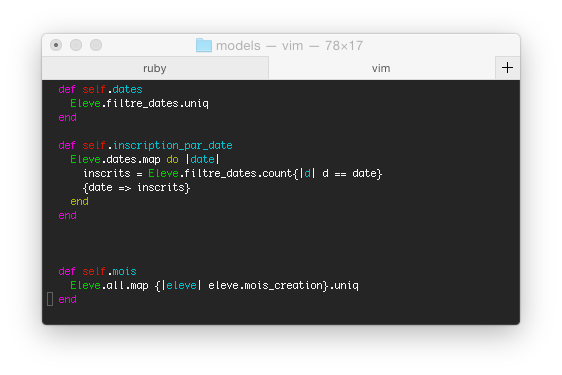 models — vim — 78×17
ruby
vim
+
def self.dates
  Eleve.filtre_dates.uniq
end
def self.inscription_par_date
  Eleve.dates.map do |date|
    inscrits = Eleve.filtre_dates.count{|d| d == date}
    {date => inscrits}
  end
end
def self.mois
  Eleve.all.map {|eleve| eleve.mois_creation}.uniq
end